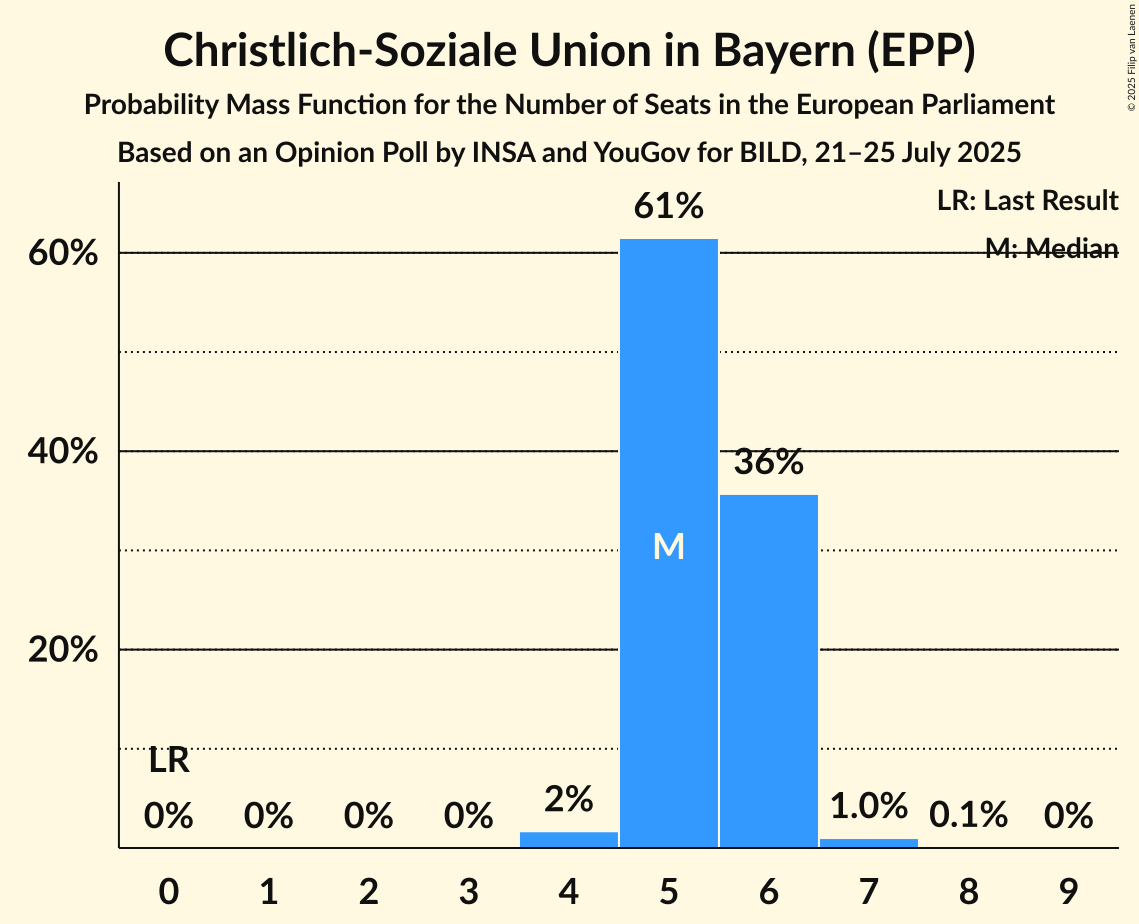 Christlich-Soziale Union in Bayern (EPP)
Probability Mass Function for the Number of Seats in the European Parliament
Based on an Opinion Poll by INSA and YouGov for BILD, 21–25 July 2025
© 2025 Filip van Laenen
LR: Last Result
M: Median
60%
40%
20%
61%
36%
M
LR
0% 0% 0% 0% 2% 1.0% 0.1% 0%
0 1 2 3 4 5 6 7 8 9